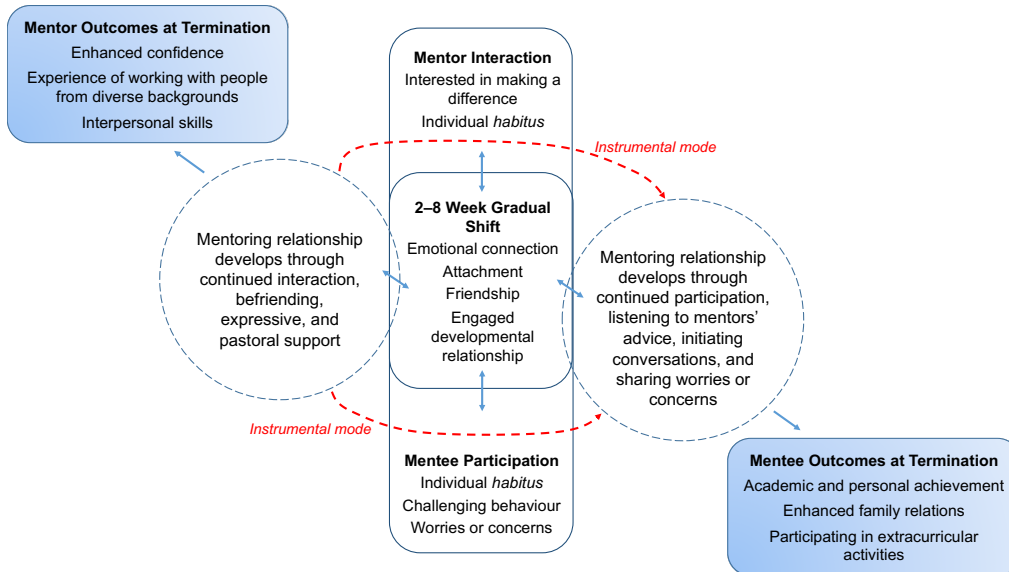 Mentor Outcomes at Termination
Enhanced confidence
Experience of working with people
from diverse backgrounds
Interpersonal skills
Mentor Interaction
Interested in making a
difference
Individual habitus
Instrumental mode
2–8 Week Gradual
Shift
Emotional connection
Attachment
Friendship
Engaged
developmental
relationship
Mentoring relationship
develops through
continued interaction,
befriending,
expressive, and
pastoral support
Mentoring relationship
develops through
continued participation,
listening to mentors’
advice, initiating
conversations, and
sharing worries or
concerns
Instrumental mode
Mentee Participation
Individual habitus
Challenging behaviour
Worries or concerns
Mentee Outcomes at Termination
Academic and personal achievement
Enhanced family relations
Participating in extracurricular
activities